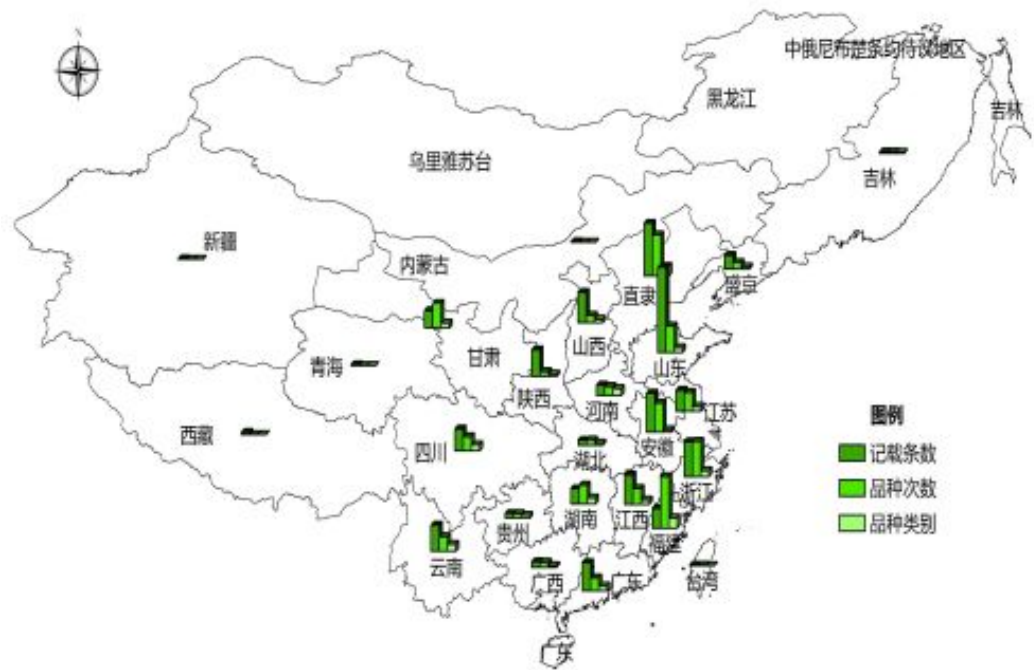 N
中俄尼布楚条约待议地区
黑龙江
吉林
乌里雅苏台
吉林
新疆
内蒙古
盛京
直隶
山西
山东
青海
甘肃
陕西
河南
江苏
图例
西藏
四川
湖北
安徽
记载条数
浙江
品种次数
湖南
江西
贵州
福建
品种类别
云南
广西
广东
台湾
广东